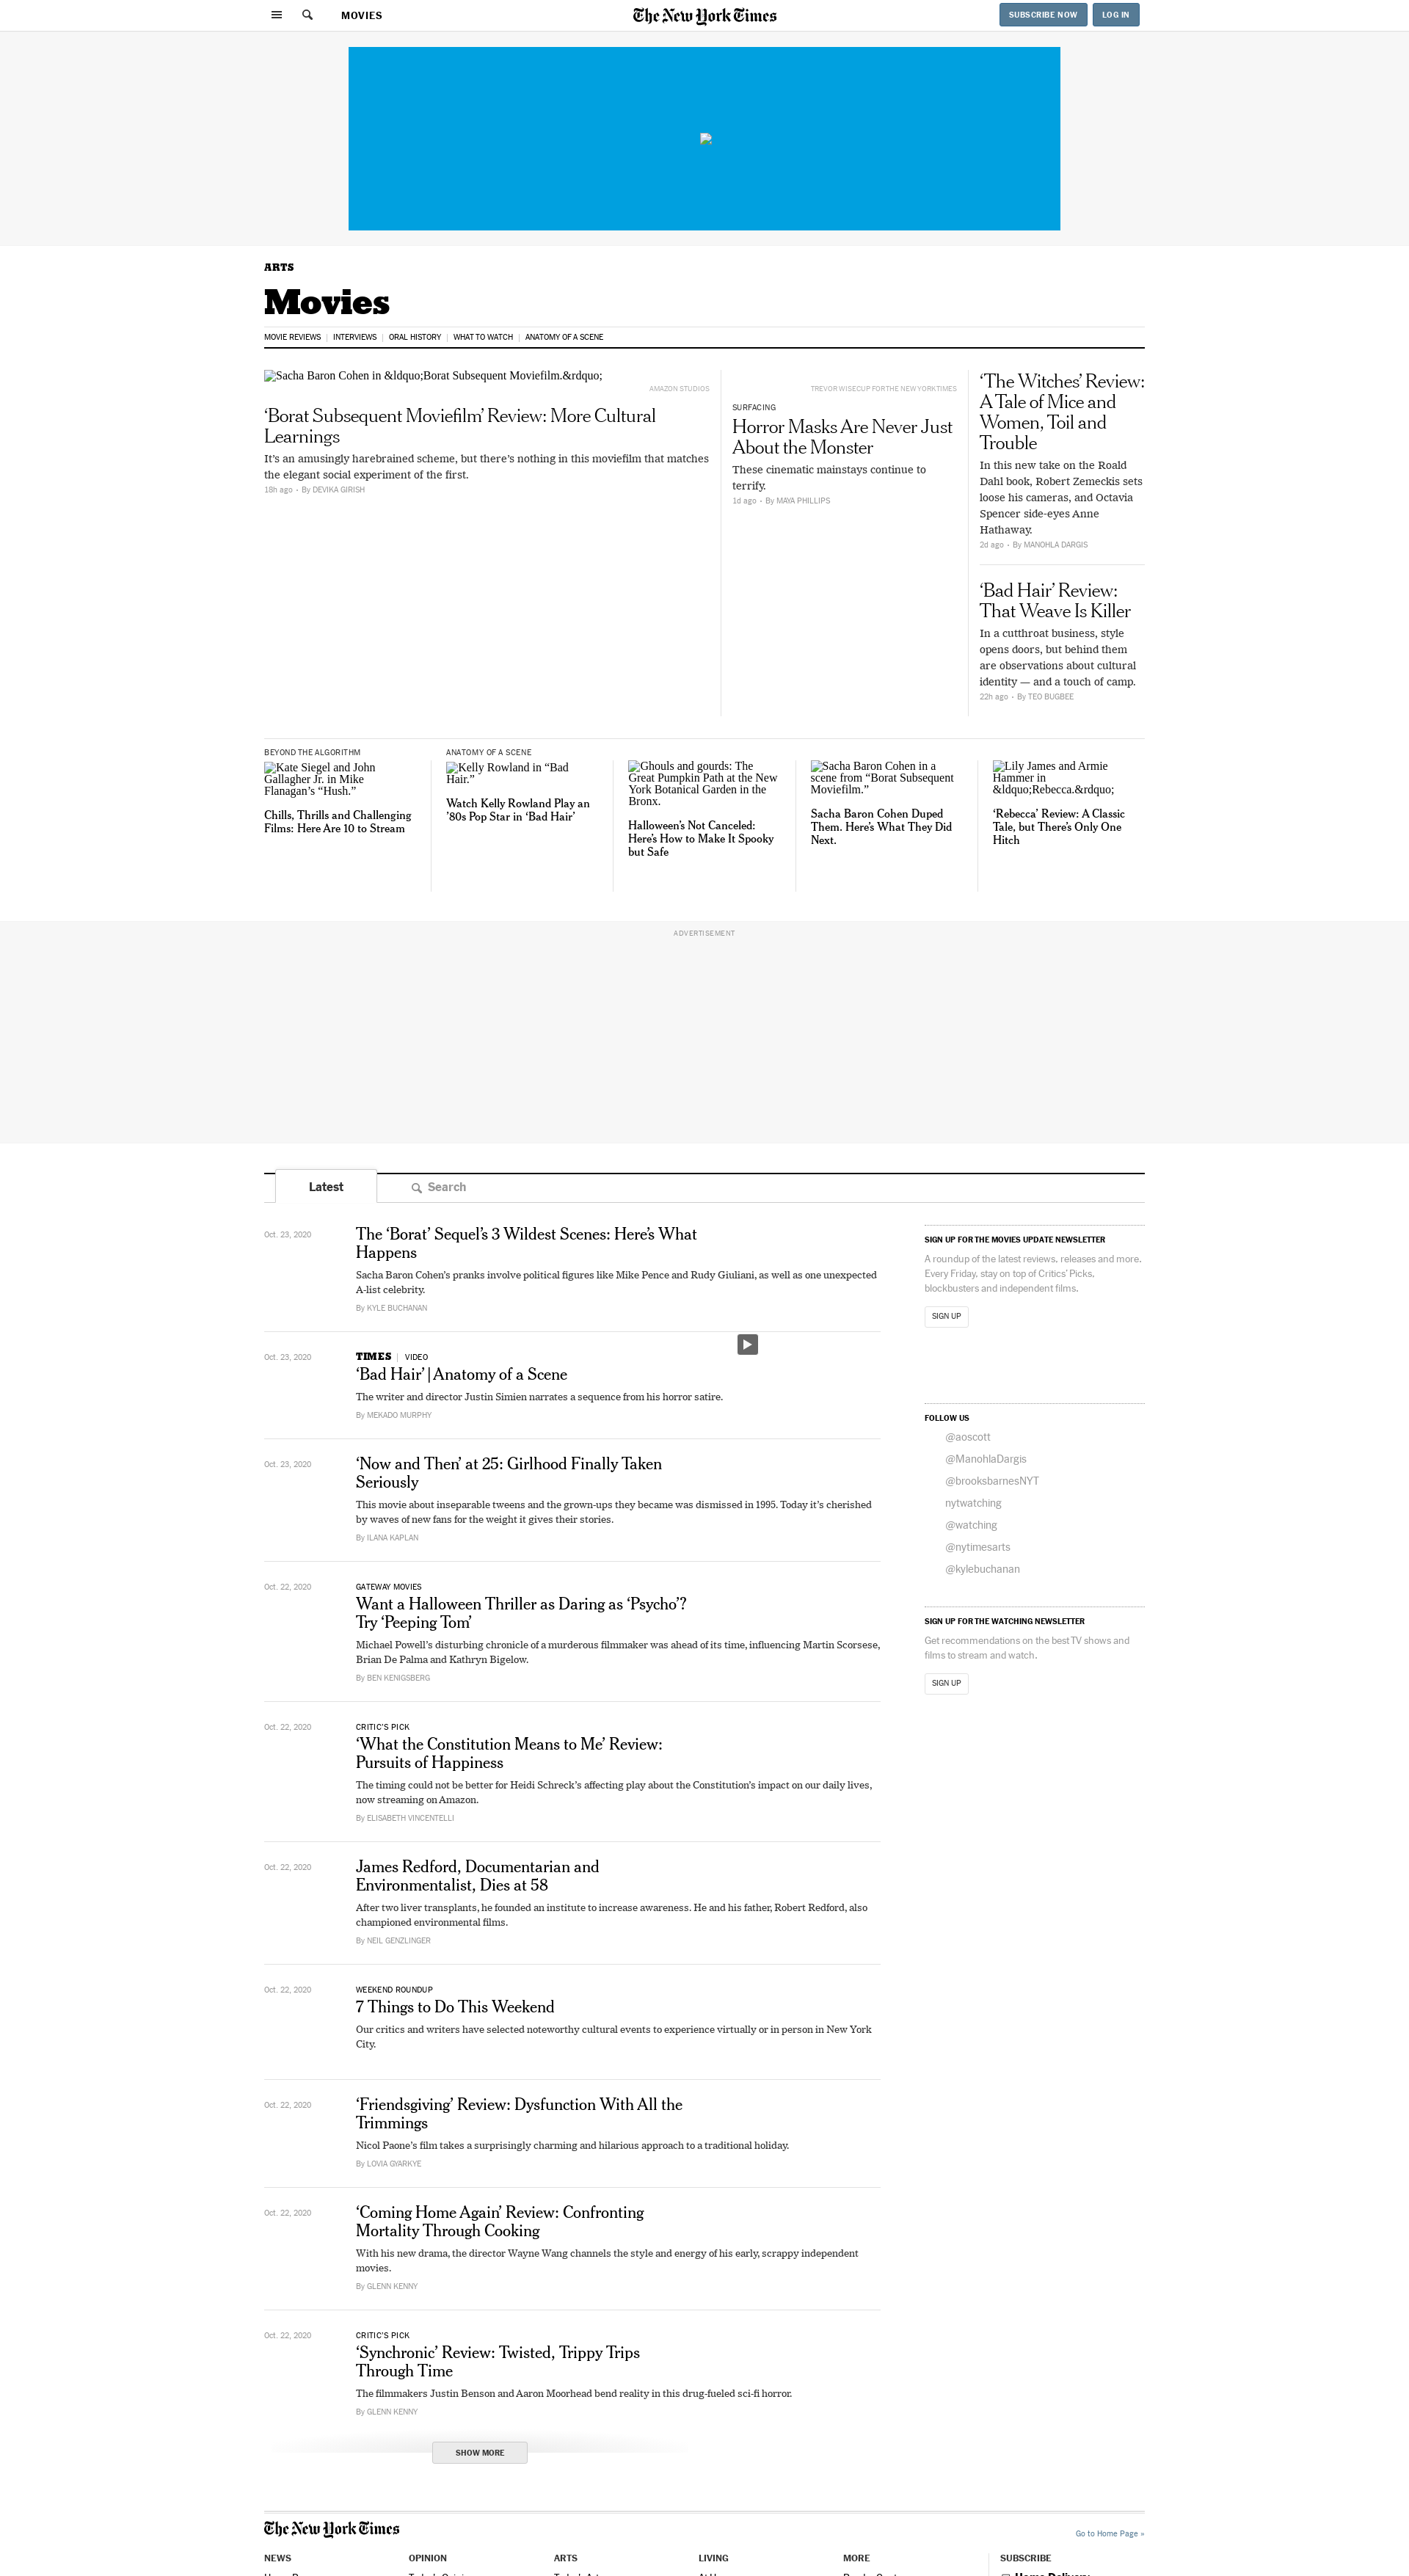 MOVIES
The New York Times
SUBSCRIBE NOW
LOG IN
ARTS
Movies
MOVIE REVIEWS
INTERVIEWS
ORAL HISTORY
WHAT TO WATCH
ANATOMY OF A SCENE
Sacha Baron Cohen in &ldquo;Borat Subsequent Moviefilm.&rdquo;
AMAZON STUDIOS
‘Borat Subsequent Moviefilm’ Review: More Cultural
Learnings
It’s an amusingly harebrained scheme, but there’s nothing in this moviefilm that matches
the elegant social experiment of the first.
18h ago • By DEVIKA GIRISH
TREVOR WISECUP FOR THE NEW YORK TIMES
SURFACING
Horror Masks Are Never Just
About the Monster
These cinematic mainstays continue to
terrify.
1d ago • By MAYA PHILLIPS
‘The Witches’ Review:
A Tale of Mice and
Women, Toil and
Trouble
In this new take on the Roald
Dahl book, Robert Zemeckis sets
loose his cameras, and Octavia
Spencer side-eyes Anne
Hathaway.
2d ago • By MANOHLA DARGIS
‘Bad Hair’ Review:
That Weave Is Killer
In a cutthroat business, style
opens doors, but behind them
are observations about cultural
identity — and a touch of camp.
22h ago • By TEO BUGBEE
BEYOND THE ALGORITHM
Kate Siegel and John
Gallagher Jr. in Mike
Flanagan’s “Hush.”
Chills, Thrills and Challenging
Films: Here Are 10 to Stream
ANATOMY OF A SCENE
Kelly Rowland in “Bad
Hair.”
Watch Kelly Rowland Play an
’80s Pop Star in ‘Bad Hair’
Ghouls and gourds: The
Great Pumpkin Path at the New
York Botanical Garden in the
Bronx.
Halloween’s Not Canceled:
Here’s How to Make It Spooky
but Safe
Sacha Baron Cohen in a
scene from “Borat Subsequent
Moviefilm.”
Sacha Baron Cohen Duped
Them. Here’s What They Did
Next.
Lily James and Armie
Hammer in
&ldquo;Rebecca.&rdquo;
‘Rebecca’ Review: A Classic
Tale, but There’s Only One
Hitch
ADVERTISEMENT
Latest
Search
Oct. 23, 2020
The ‘Borat’ Sequel’s 3 Wildest Scenes: Here’s What
Happens
Sacha Baron Cohen’s pranks involve political figures like Mike Pence and Rudy Giuliani, as well as one unexpected
A-list celebrity.
By KYLE BUCHANAN
Oct. 23, 2020
TIMES | VIDEO
‘Bad Hair’ | Anatomy of a Scene
The writer and director Justin Simien narrates a sequence from his horror satire.
By MEKADO MURPHY
Oct. 23, 2020
‘Now and Then’ at 25: Girlhood Finally Taken
Seriously
This movie about inseparable tweens and the grown-ups they became was dismissed in 1995. Today it’s cherished
by waves of new fans for the weight it gives their stories.
By ILANA KAPLAN
Oct. 22, 2020
GATEWAY MOVIES
Want a Halloween Thriller as Daring as ‘Psycho’?
Try ‘Peeping Tom’
Michael Powell’s disturbing chronicle of a murderous filmmaker was ahead of its time, influencing Martin Scorsese,
Brian De Palma and Kathryn Bigelow.
By BEN KENIGSBERG
Oct. 22, 2020
CRITIC’S PICK
‘What the Constitution Means to Me’ Review:
Pursuits of Happiness
The timing could not be better for Heidi Schreck’s affecting play about the Constitution’s impact on our daily lives,
now streaming on Amazon.
By ELISABETH VINCENTELLI
Oct. 22, 2020
James Redford, Documentarian and
Environmentalist, Dies at 58
After two liver transplants, he founded an institute to increase awareness. He and his father, Robert Redford, also
championed environmental films.
By NEIL GENZLINGER
Oct. 22, 2020
WEEKEND ROUNDUP
7 Things to Do This Weekend
Our critics and writers have selected noteworthy cultural events to experience virtually or in person in New York
City.
Oct. 22, 2020
‘Friendsgiving’ Review: Dysfunction With All the
Trimmings
Nicol Paone’s film takes a surprisingly charming and hilarious approach to a traditional holiday.
By LOVIA GYARKYE
Oct. 22, 2020
‘Coming Home Again’ Review: Confronting
Mortality Through Cooking
With his new drama, the director Wayne Wang channels the style and energy of his early, scrappy independent
movies.
By GLENN KENNY
Oct. 22, 2020
CRITIC’S PICK
‘Synchronic’ Review: Twisted, Trippy Trips
Through Time
The filmmakers Justin Benson and Aaron Moorhead bend reality in this drug-fueled sci-fi horror.
By GLENN KENNY
SHOW MORE
SIGN UP FOR THE MOVIES UPDATE NEWSLETTER
A roundup of the latest reviews, releases and more.
Every Friday, stay on top of Critics’ Picks,
blockbusters and independent films.
SIGN UP
FOLLOW US
@aoscott
@ManohlaDargis
@brooksbarnesNYT
nytwatching
@watching
@nytimesarts
@kylebuchanan
SIGN UP FOR THE WATCHING NEWSLETTER
Get recommendations on the best TV shows and
films to stream and watch.
SIGN UP
The New York Times
Go to Home Page »
NEWS
OPINION
ARTS
LIVING
MORE
SUBSCRIBE